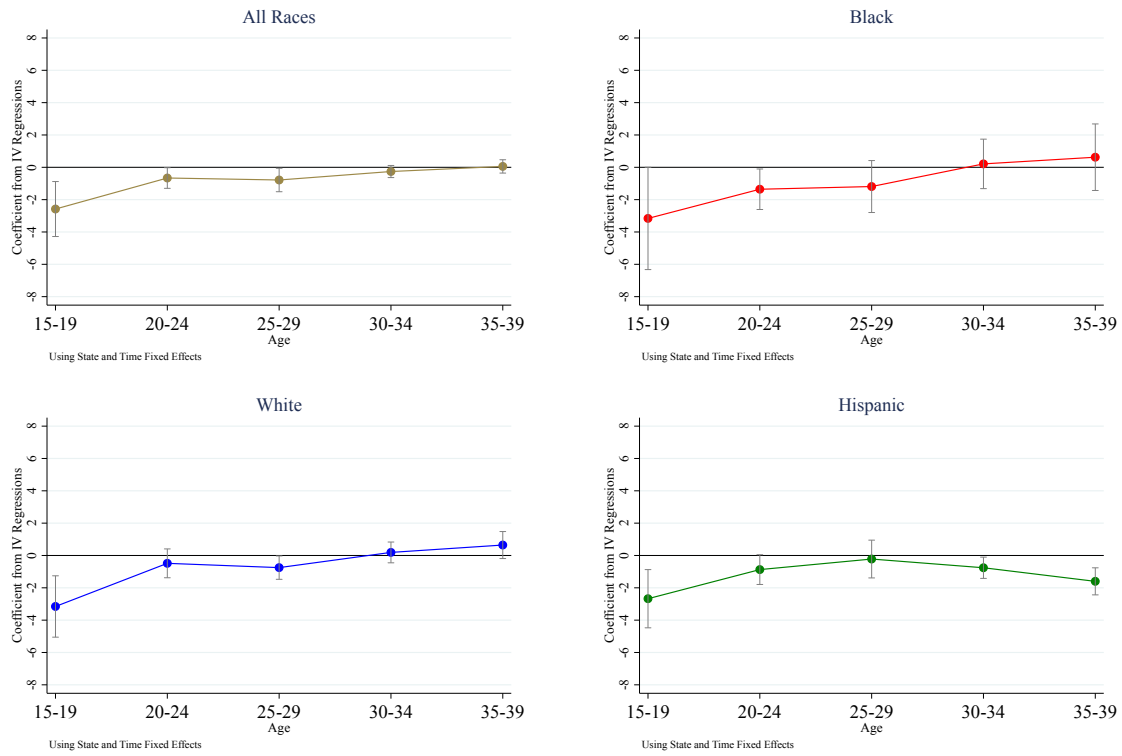 All Races
Coefficient from IV Regressions
8
6
4
2
0
-2
-4
-6
-8
15-19 20-24 25-29 30-34 35-39
Age
Using State and Time Fixed Effects
Black
Coefficient from IV Regressions
8
6
4
2
0
-2
-4
-6
-8
15-19 20-24 25-29 30-34 35-39
Age
Using State and Time Fixed Effects
White
Coefficient from IV Regressions
8
6
4
2
0
-2
-4
-6
-8
15-19 20-24 25-29 30-34 35-39
Age
Using State and Time Fixed Effects
Hispanic
Coefficient from IV Regressions
8
6
4
2
0
-2
-4
-6
-8
15-19 20-24 25-29 30-34 35-39
Age
Using State and Time Fixed Effects